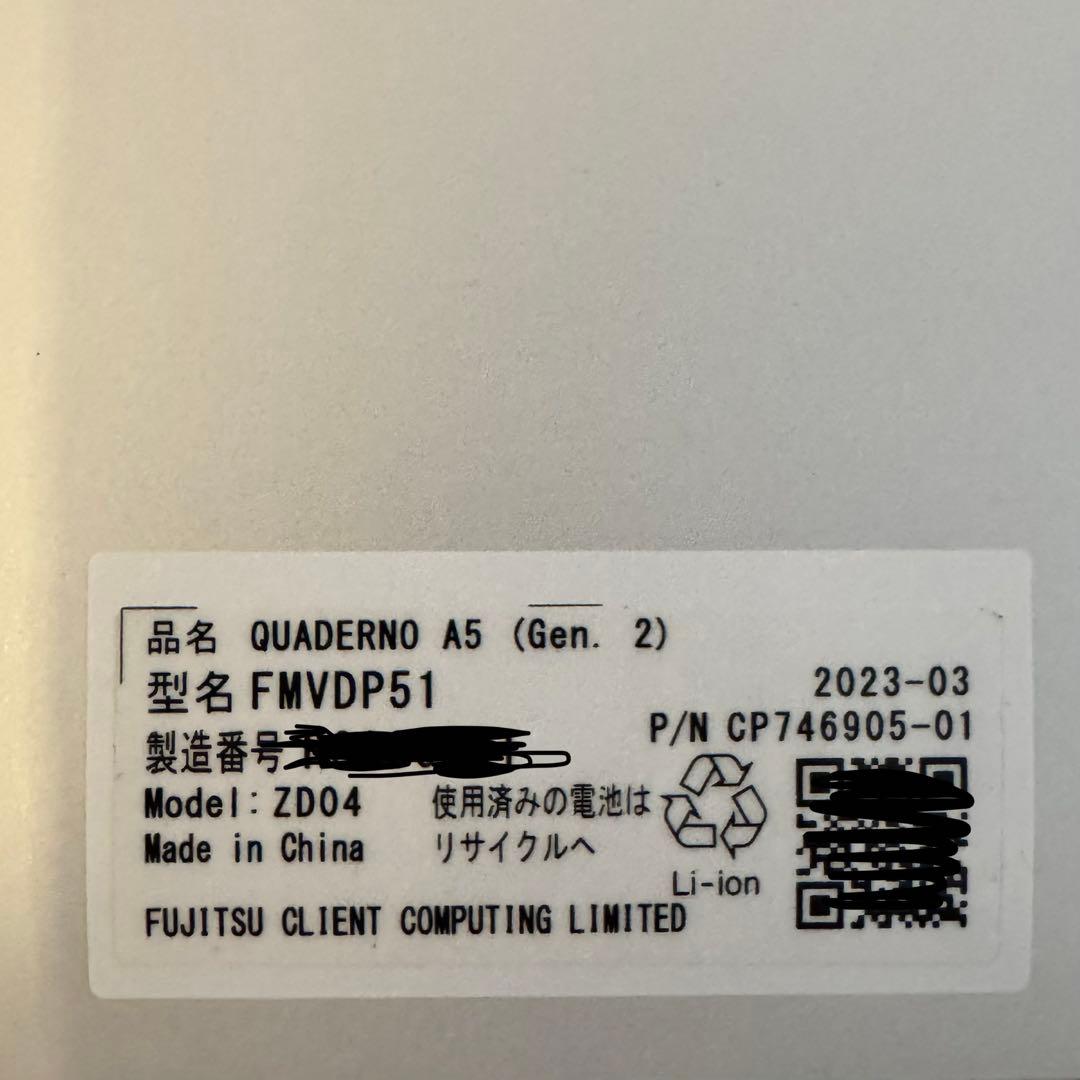 品名 QUADERNO A5 (Gen. 2)
型名 FMVDP51
2023-03
P/N CP746905-01
製造番号
Model: ZD04
Made in China
使用済みの電池は
リサイクルへ
Li-ion
FUJITSU CLIENT COMPUTING LIMITED